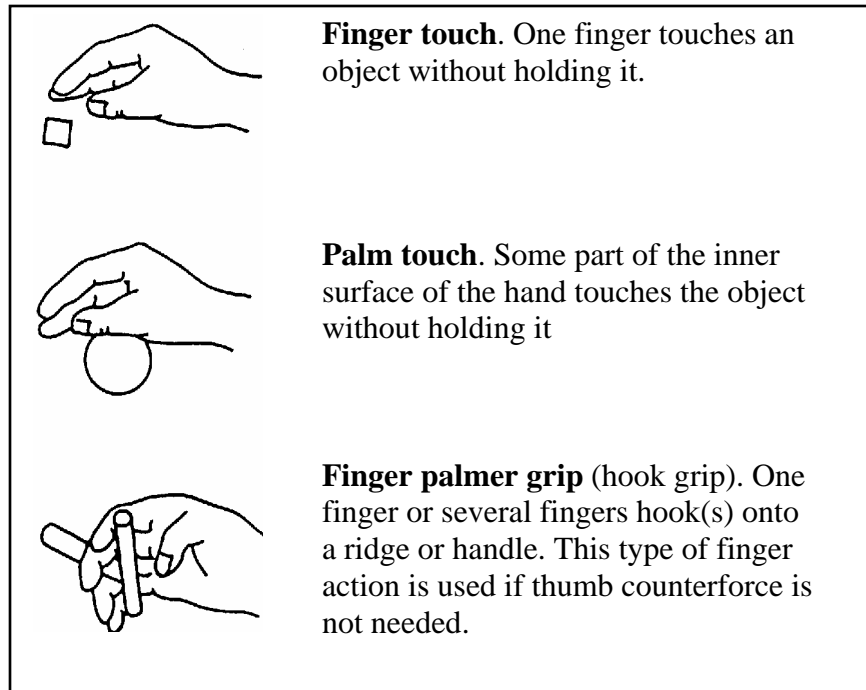 Finger touch. One finger touches an
object without holding it.
Palm touch. Some part of the inner
surface of the hand touches the object
without holding it
Finger palmer grip (hook grip). One
finger or several fingers hook(s) onto
a ridge or handle. This type of finger
action is used if thumb counterforce is
not needed.